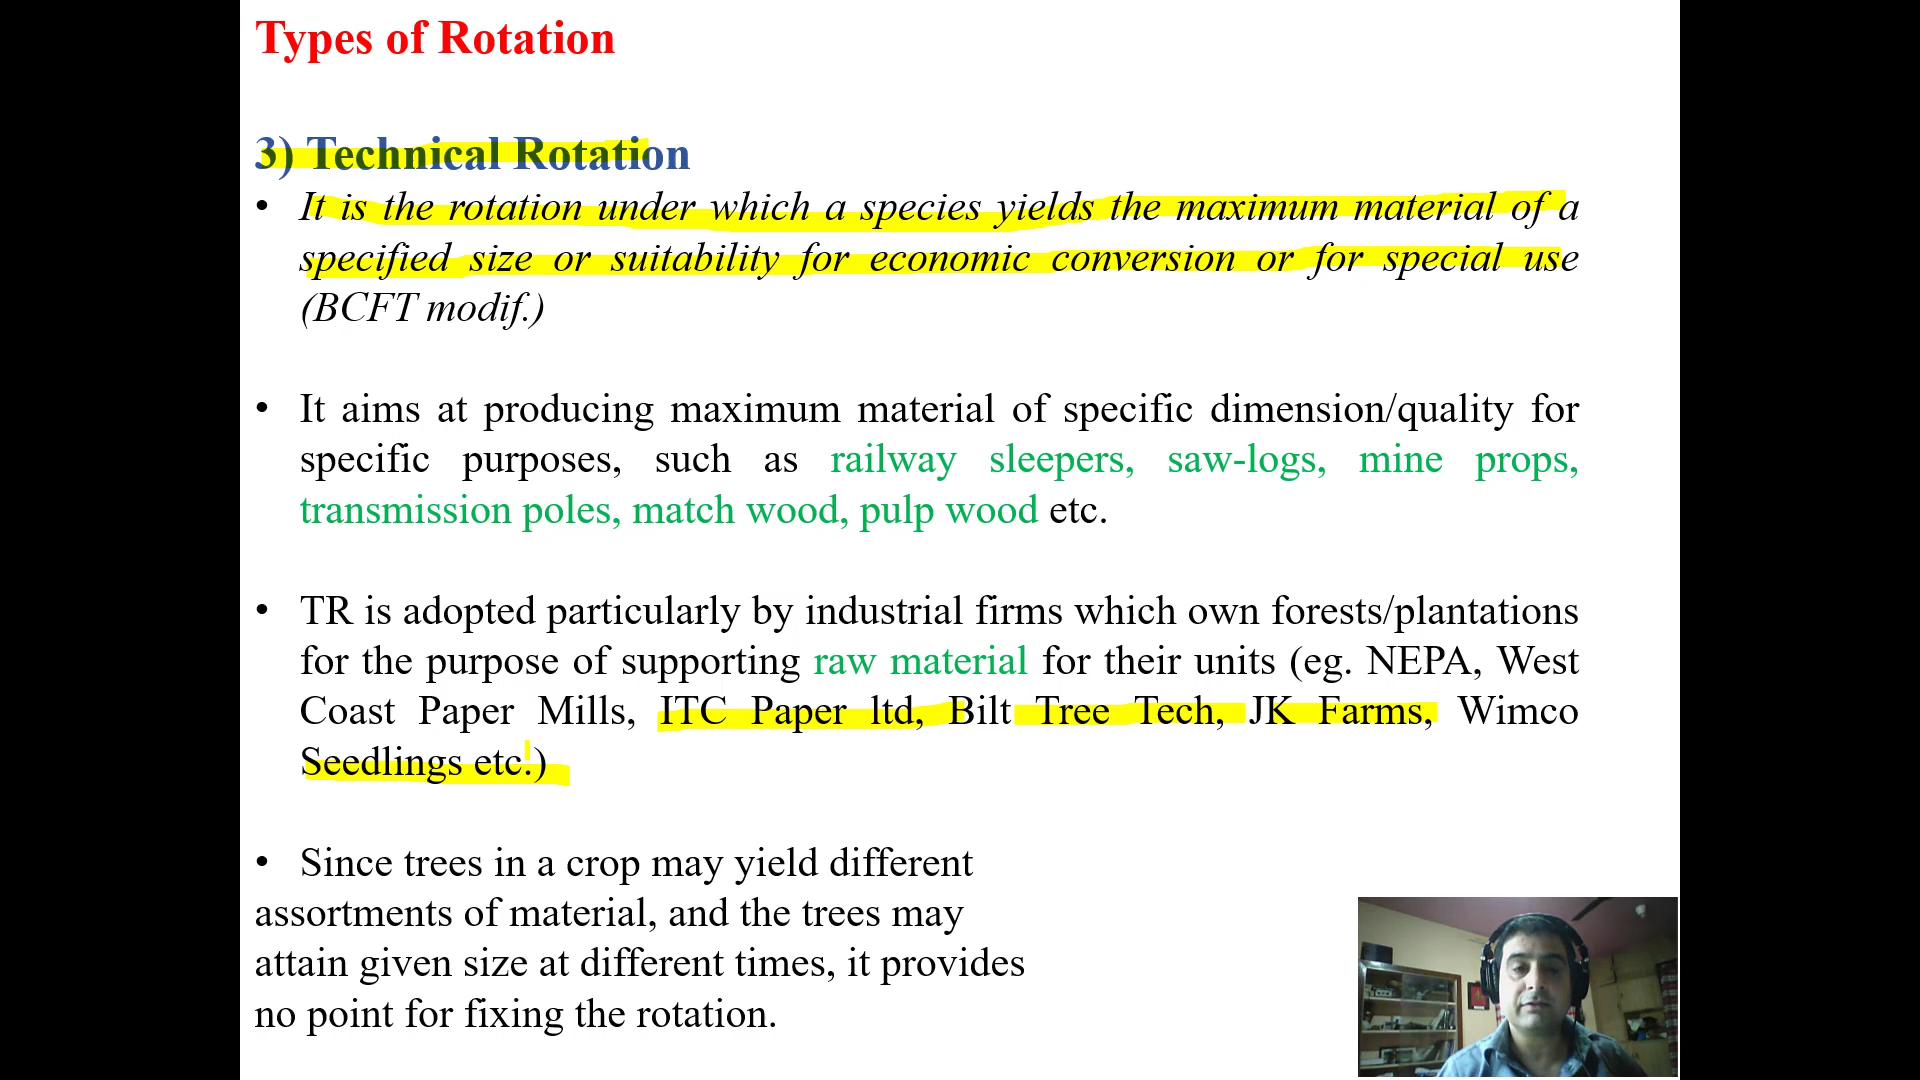 Types of Rotation
3) Technical Rotation
• It is the rotation under which a species yields the maximum material of a
specified size or suitability for economic conversion or for special use
(BCFT modif.)
• It aims at producing maximum material of specific dimension/quality for
specific purposes, such as railway sleepers, saw-logs, mine props,
transmission poles, match wood, pulp wood etc.
• TR is adopted particularly by industrial firms which own forests/plantations
for the purpose of supporting raw material for their units (eg. NEPA, West
Coast Paper Mills, ITC Paper ltd, Bilt Tree Tech, JK Farms, Wimco
Seedlings etc.)
• Since trees in a crop may yield different
assortments of material, and the trees may
attain given size at different times, it provides
no point for fixing the rotation.